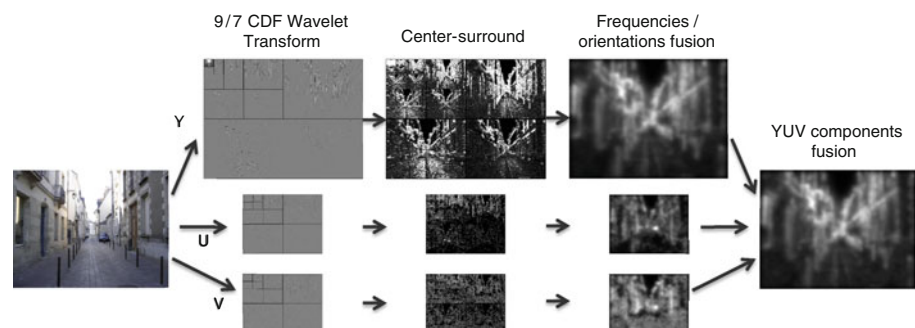 9/7 CDF Wavelet
Transform
Center-surround
Frequencies /
orientations fusion
Y
YUV components
fusion
U
V